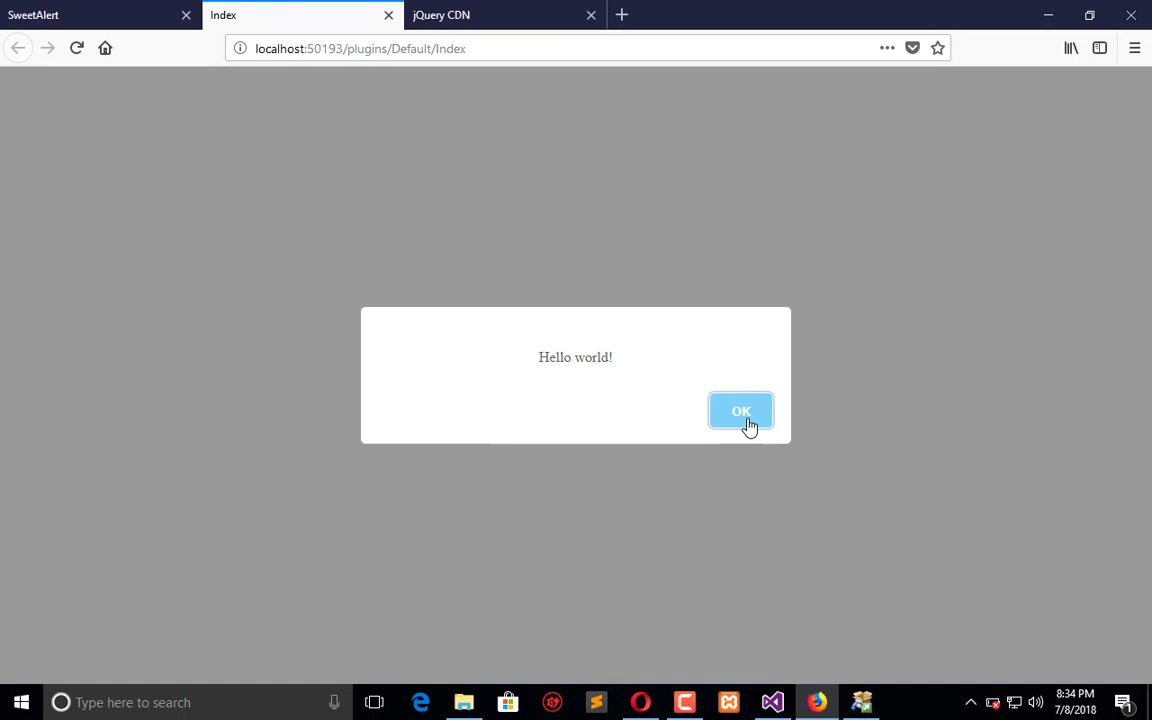 SweetAlert
Index
jQuery CDN
localhost:50193/plugins/Default/Index
Hello world!
OK
Type here to search
8:34 PM
7/8/2018
1